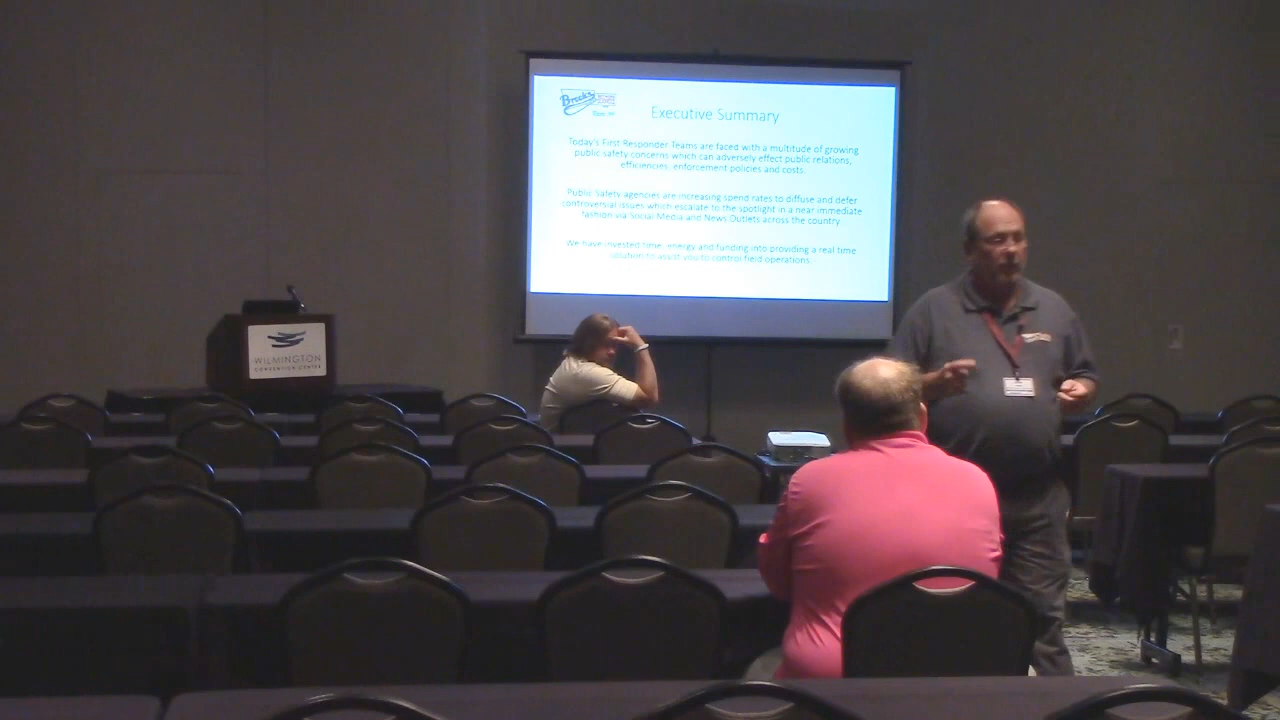 Brooks
Executive Summary
Today's First Responder Teams are faced with a multitude of growing
public safety concerns which can adversely effect public relations,
efficiencies, enforcement policies and costs.
Public Safety agencies are increasing spend rates to diffuse and defer
controversial issues which escalate to the spotlight in a near immediate
fashion via Social Media and News Outlets across the country
We have invested time, energy and funding into providing a real time
solution to assist you to control field operations.
WILMINGTON
CONVENTION CENTER